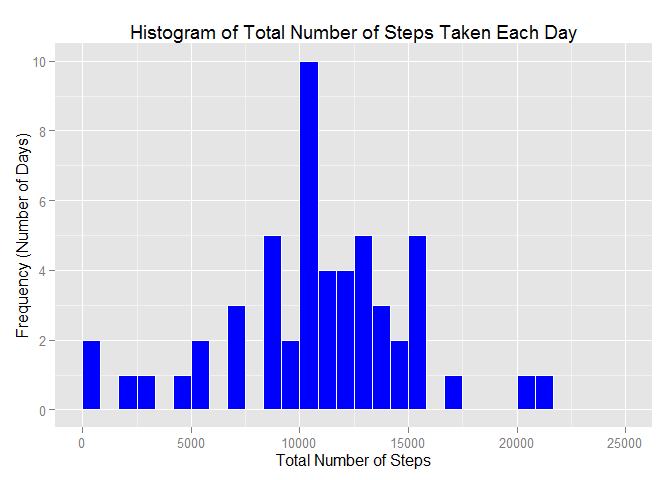 Histogram of Total Number of Steps Taken Each Day
Frequency (Number of Days)
10
8
6
4
2
0
0 5000 10000 15000 20000 25000
Total Number of Steps